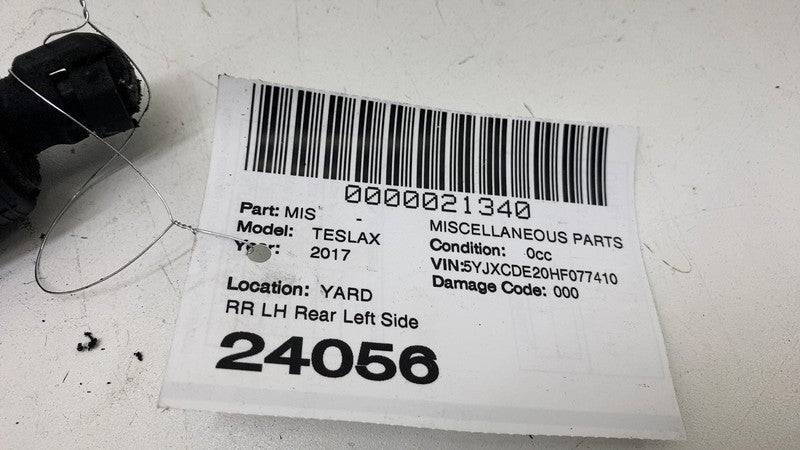 0000021340
Part: MIS -
MISCELLANEOUS PARTS
Model: TESLAX
Condition: 0cc
Year: 2017
VIN:5YJXCDE20HF077410
Damage Code: 000
Location: YARD
RR LH Rear Left Side
24056